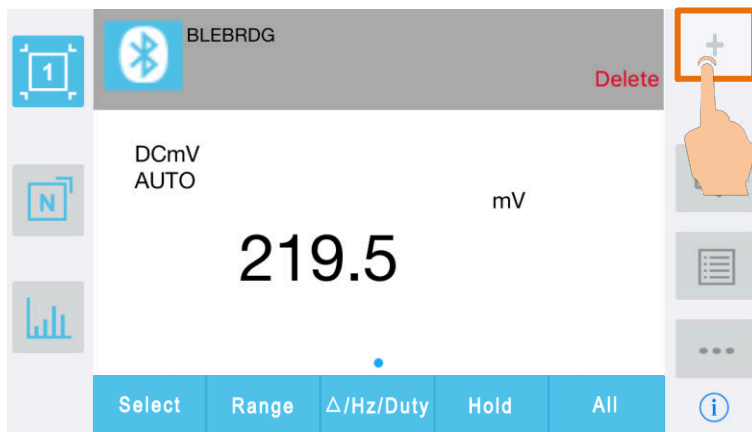 BLEBRDG
+
1
Delete
DCmV
AUTO
mV
N
219.5
Select Range △/Hz/Duty Hold All
i